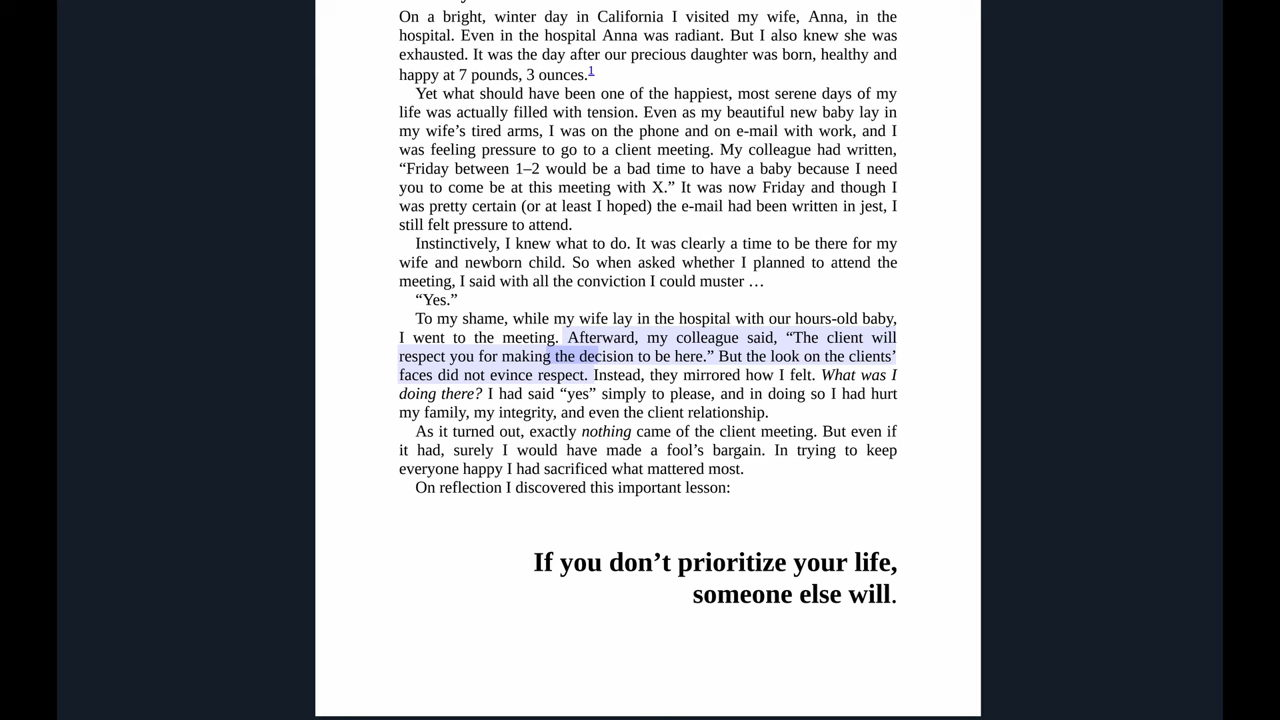 On a bright, winter day in California I visited my wife, Anna, in the
hospital. Even in the hospital Anna was radiant. But I also knew she was
exhausted. It was the day after our precious daughter was born, healthy and
happy at 7 pounds, 3 ounces.1
Yet what should have been one of the happiest, most serene days of my
life was actually filled with tension. Even as my beautiful new baby lay in
my wife’s tired arms, I was on the phone and on e-mail with work, and I
was feeling pressure to go to a client meeting. My colleague had written,
“Friday between 1–2 would be a bad time to have a baby because I need
you to come be at this meeting with X.” It was now Friday and though I
was pretty certain (or at least I hoped) the e-mail had been written in jest, I
still felt pressure to attend.
Instinctively, I knew what to do. It was clearly a time to be there for my
wife and newborn child. So when asked whether I planned to attend the
meeting, I said with all the conviction I could muster …
“Yes.”
To my shame, while my wife lay in the hospital with our hours-old baby,
I went to the meeting. Afterward, my colleague said, “The client will
respect you for making the decision to be here.” But the look on the clients’
faces did not evince respect. Instead, they mirrored how I felt. What was I
doing there? I had said “yes” simply to please, and in doing so I had hurt
my family, my integrity, and even the client relationship.
As it turned out, exactly nothing came of the client meeting. But even if
it had, surely I would have made a fool’s bargain. In trying to keep
everyone happy I had sacrificed what mattered most.
On reflection I discovered this important lesson:
If you don’t prioritize your life,
someone else will.